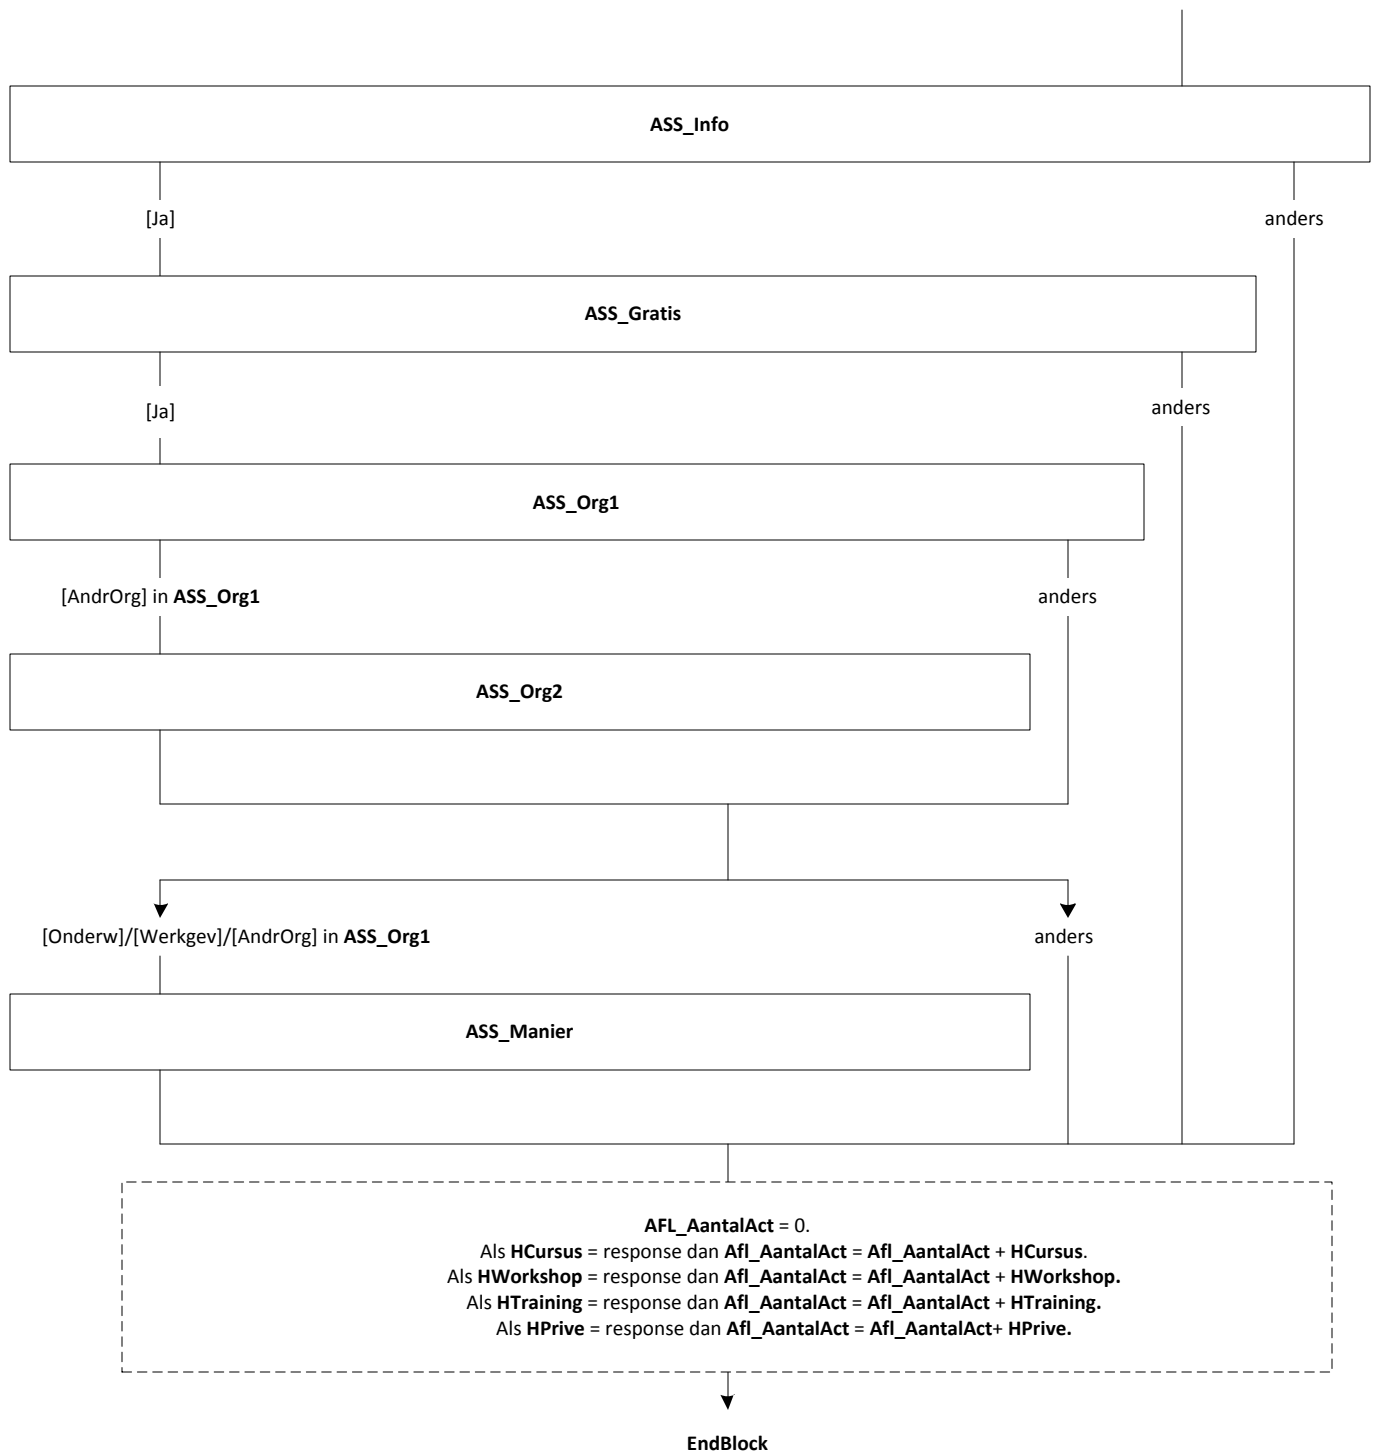 ASS_Info
[Ja]
anders
ASS_Gratis
[Ja]
anders
ASS_Org1
[AndrOrg] in ASS_Org1
anders
ASS_Org2
[Onderw]/[Werkgev]/[AndrOrg] in ASS_Org1
anders
ASS_Manier
AFL_AantalAct = 0.
Als HCursus = response dan Afl_AantalAct = Afl_AantalAct + HCursus.
Als HWorkshop = response dan Afl_AantalAct = Afl_AantalAct + HWorkshop.
Als HTraining = response dan Afl_AantalAct = Afl_AantalAct + HTraining.
Als HPrive = response dan Afl_AantalAct = Afl_AantalAct+ HPrive.
EndBlock